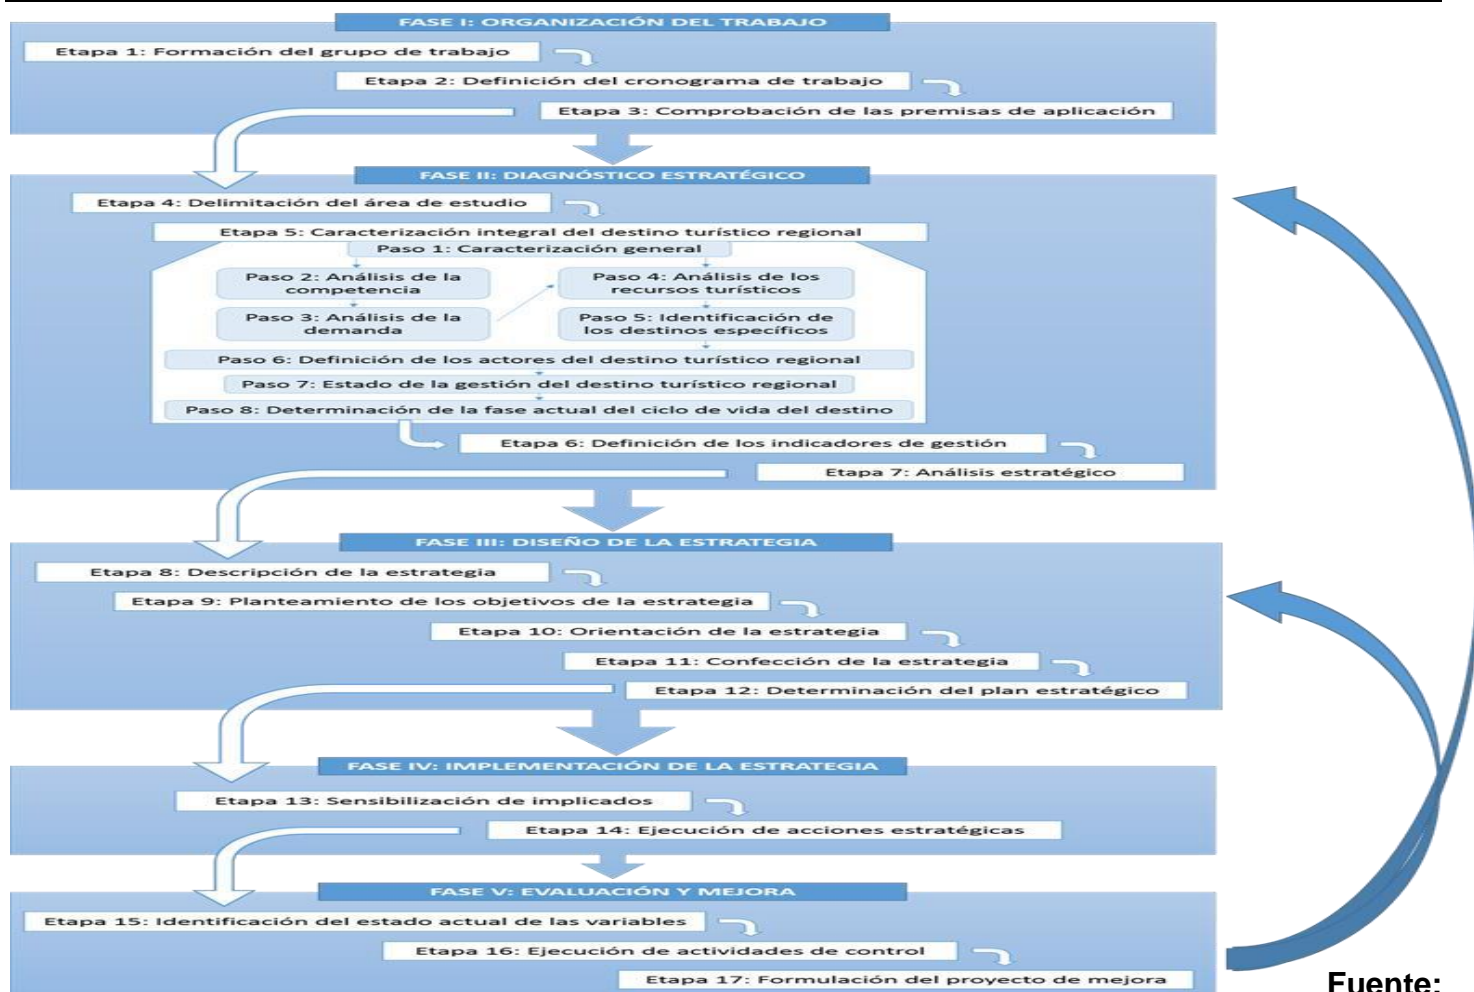 FASE I: ORGANIZACIÓN DEL TRABAJO
Etapa 1: Formación del grupo de trabajo
Etapa 2: Definición del cronograma de trabajo
Etapa 3: Comprobación de las premisas de aplicación
FASE II: DIAGNÓSTICO ESTRATÉGICO
Etapa 4: Delimitación del área de estudio
Etapa 5: Caracterización integral del destino turístico regional
Paso 1: Caracterización general
Paso 2: Análisis de la
competencia
Paso 3: Análisis de la
demanda
Paso 4: Análisis de los
recursos turísticos
Paso 5: Identificación de
los destinos específicos
Paso 6: Definición de los actores del destino turístico regional
Paso 7: Estado de la gestión del destino turístico regional
Paso 8: Determinación de la fase actual del ciclo de vida del destino
Etapa 6: Definición de los indicadores de gestión
Etapa 7: Análisis estratégico
FASE III: DISEÑO DE LA ESTRATEGIA
Etapa 8: Descripción de la estrategia
Etapa 9: Planteamiento de los objetivos de la estrategia
Etapa 10: Orientación de la estrategia
Etapa 11: Confección de la estrategia
Etapa 12: Determinación del plan estratégico
FASE IV: IMPLEMENTACIÓN DE LA ESTRATEGIA
Etapa 13: Sensibilización de implicados
Etapa 14: Ejecución de acciones estratégicas
FASE V: EVALUACIÓN Y MEJORA
Etapa 15: Identificación del estado actual de las variables
Etapa 16: Ejecución de actividades de control
Etapa 17: Formulación del proyecto de mejora
Fuente: